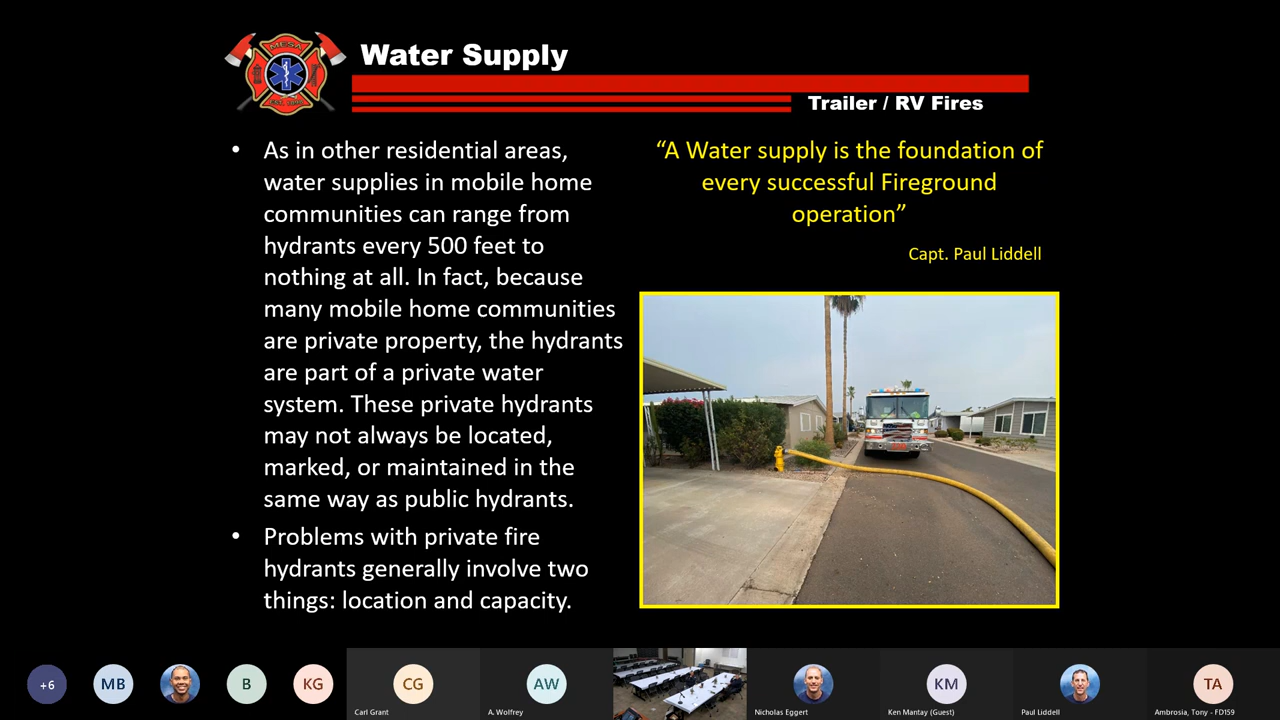 MESA
EST. 1898
Water Supply
Trailer / RV Fires
• As in other residential areas,
water supplies in mobile home
communities can range from
hydrants every 500 feet to
nothing at all. In fact, because
many mobile home communities
are private property, the hydrants
are part of a private water
system. These private hydrants
may not always be located,
marked, or maintained in the
same way as public hydrants.
• Problems with private fire
hydrants generally involve two
things: location and capacity.
“A Water supply is the foundation of
every successful Fireground
operation”
Capt. Paul Liddell
+6
MB
B
KG
CG
Carl Grant
AW
A. Wolfrey
Nicholas Eggert
KM
Ken Mantay (Guest)
Paul Liddell
TA
Ambrosia, Tony - FD159